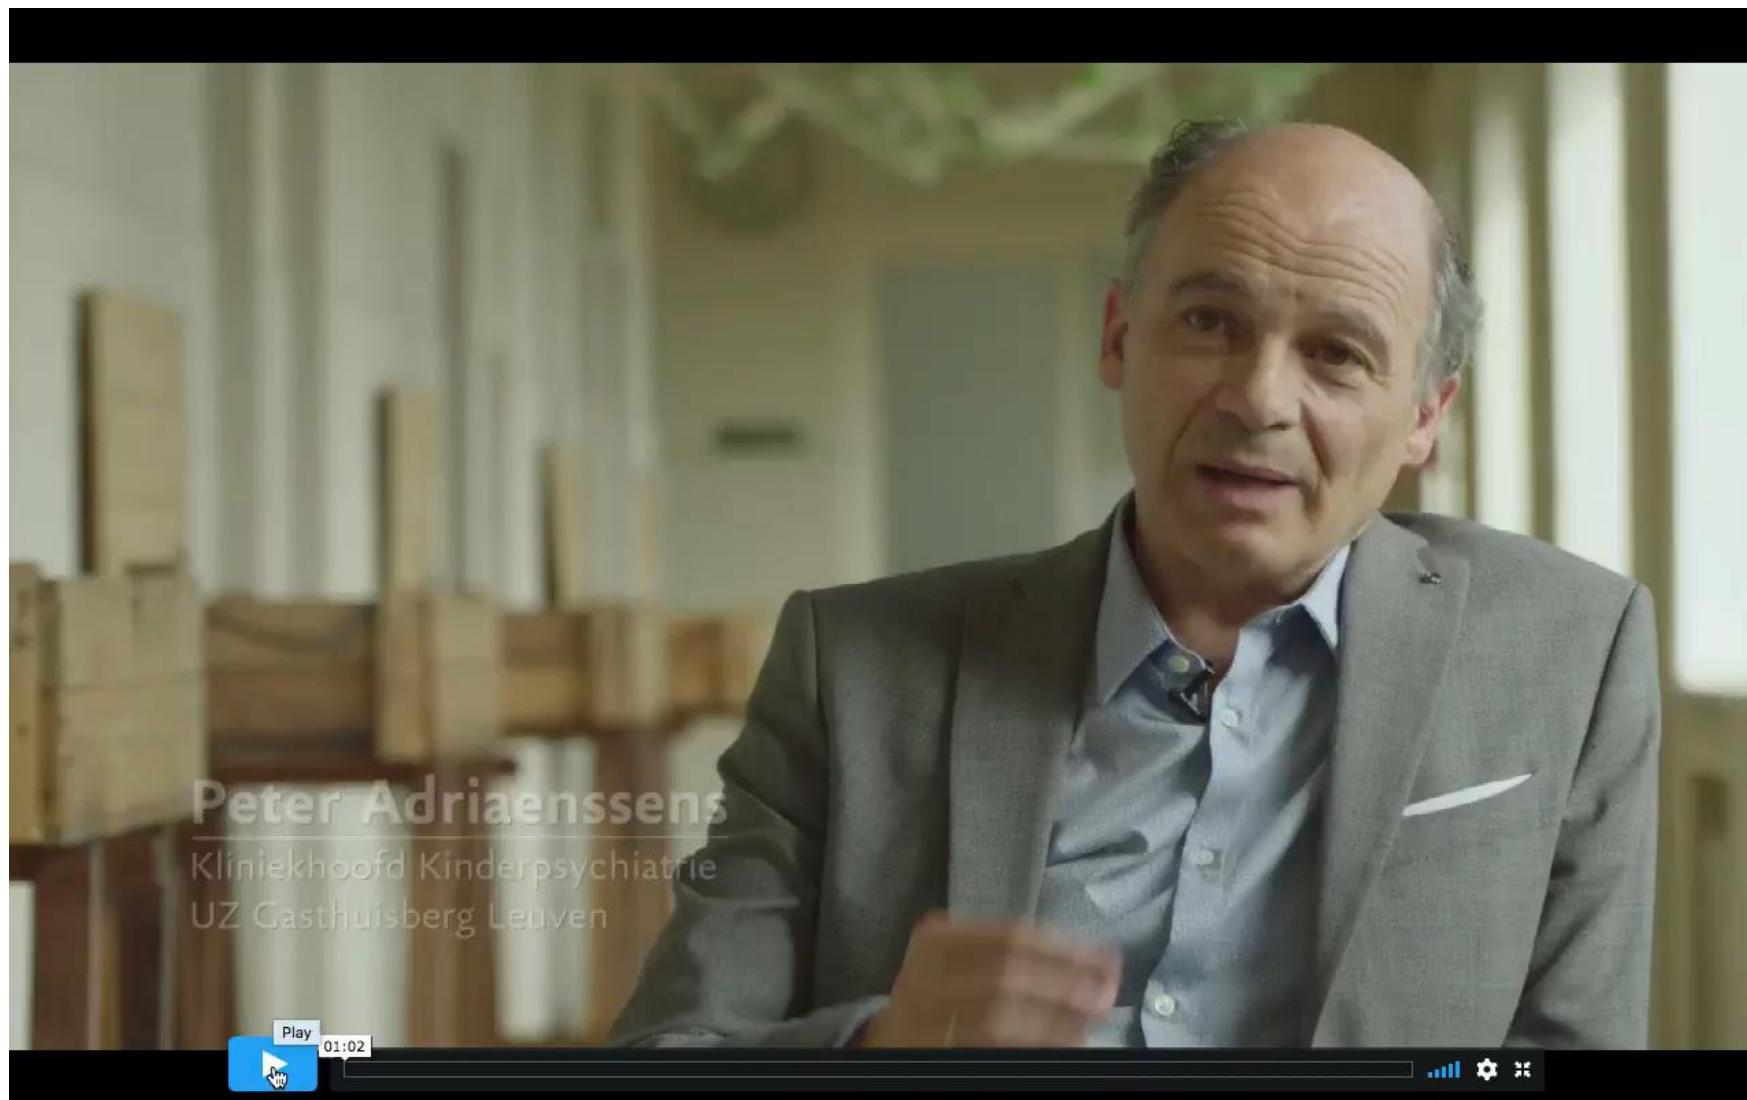 Peter Adriaenssens
Kliniekhoofd Kinderpsychiatrie
UZ Gasthuisberg Leuven
Play
01:02